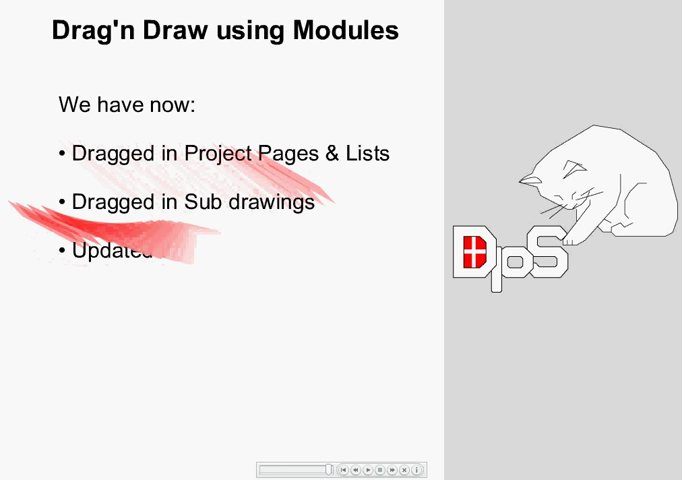 Drag'n Draw using Modules
We have now:
• Dragged in Project Pages & Lists
• Dragged in Sub drawings
• Updated
DpS